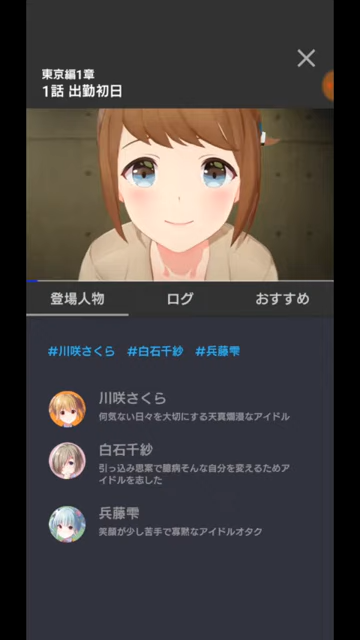 東京編1章
1話 出勤初日
登場人物 ログ おすすめ
#川咲さくら #白石千紗 #兵藤雫
川咲さくら
何気ない日々を大切にする天真爛漫なアイドル
白石千紗
引っ込み思案で臆病そんな自分を変えるためア
イドルを志した
兵藤雫
笑顔が少し苦手で寡黙なアイドルオタク